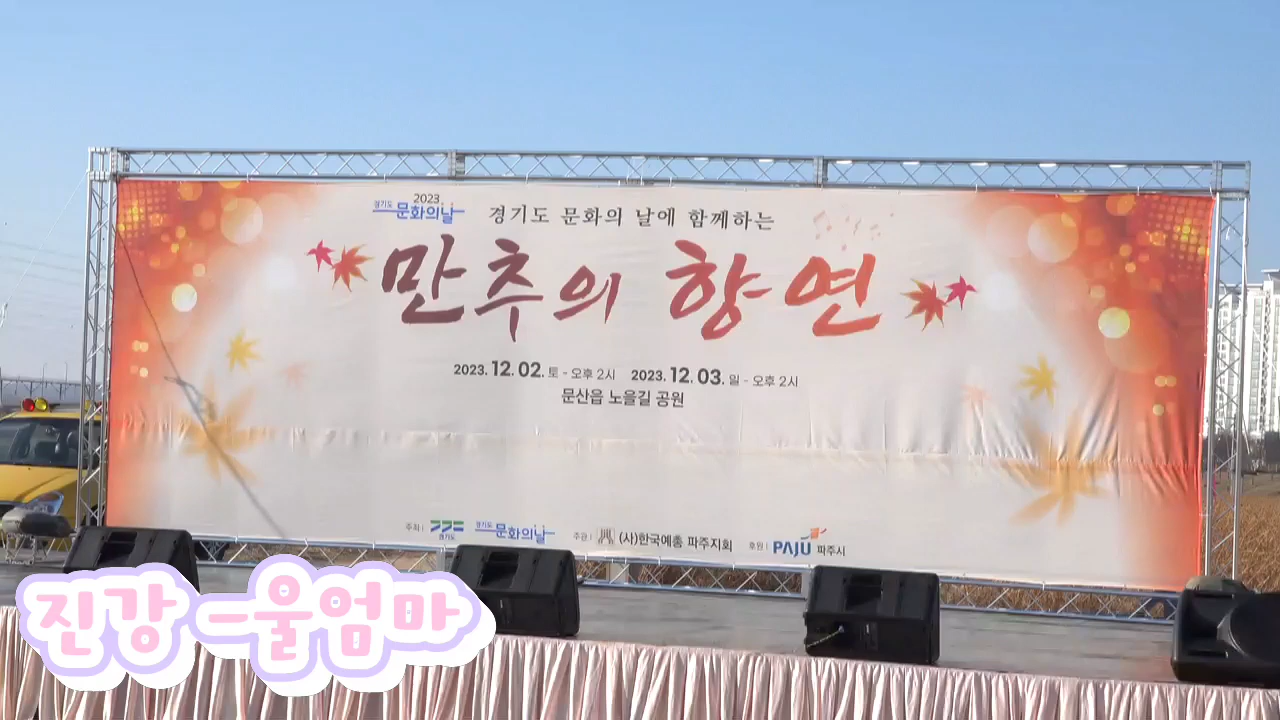 2023
경기도 문화의날
경기도 문화의 날에 함께하는
만추의 향연
2023. 12. 02. 토 - 오후 2시 2023. 12. 03. 일 - 오후 2시
문산읍 노을길 공원
주최 | 경기도 경기도 문화의날 주관 | (사)한국예총 파주지회 후원 | PAJU 파주시
진강 -울엄마